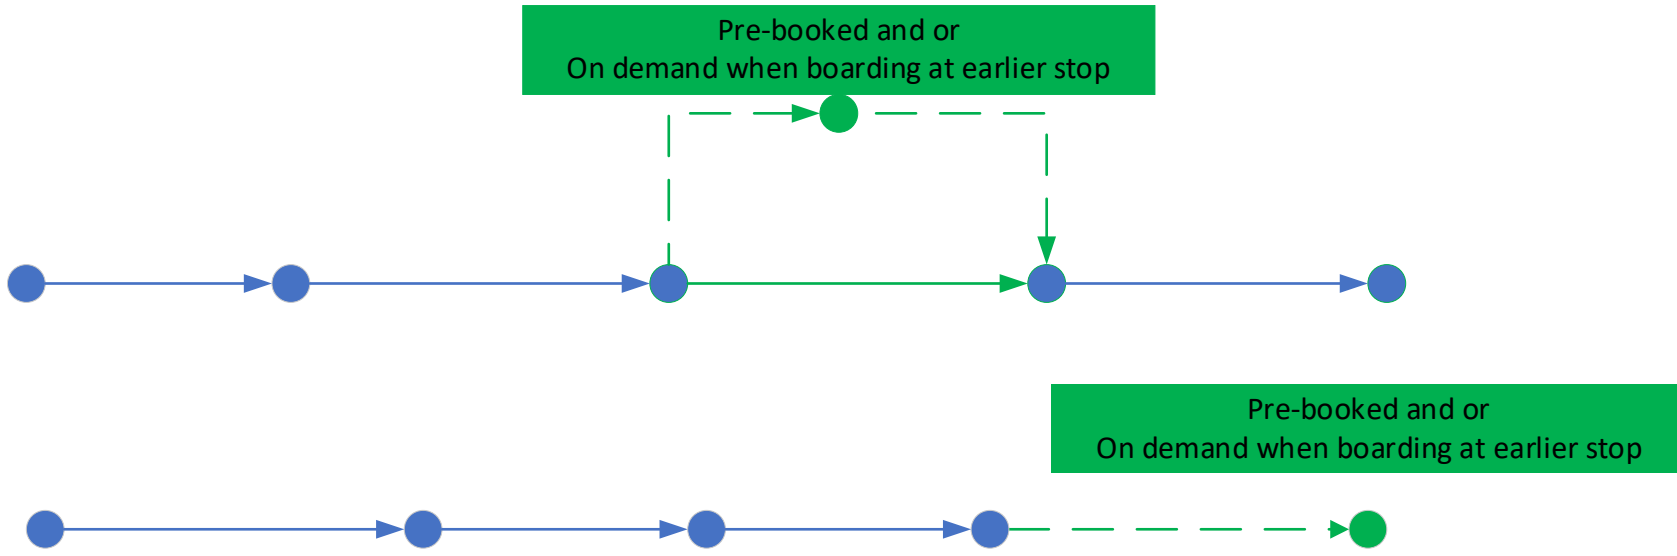 Pre-booked and or
On demand when boarding at earlier stop
Pre-booked and or
On demand when boarding at earlier stop